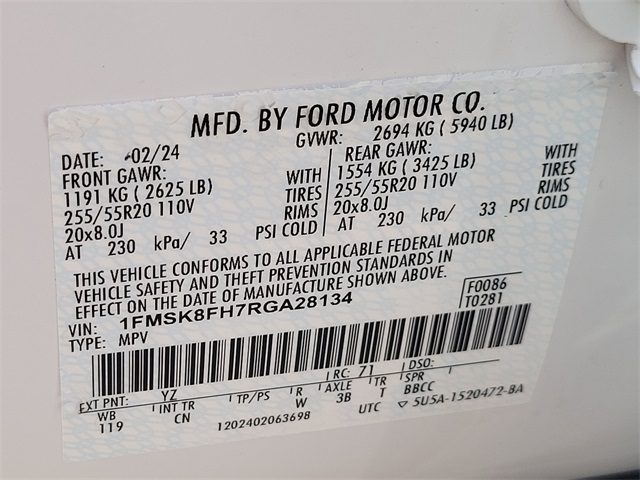 MFD. BY FORD MOTOR CO.
DATE: 02/24 GVWR: 2694 KG ( 5940 LB)
FRONT GAWR: WITH REAR GAWR: WITH
1191 KG ( 2625 LB) TIRES 1554 KG ( 3425 LB) TIRES
255/55R20 110V RIMS 255/55R20 110V RIMS
20x8.0J PSI COLD 20x8.0J PSI COLD
AT 230 kPa/ 33 AT 230 kPa/ 33
THIS VEHICLE CONFORMS TO ALL APPLICABLE FEDERAL MOTOR
VEHICLE SAFETY AND THEFT PREVENTION STANDARDS IN
EFFECT ON THE DATE OF MANUFACTURE SHOWN ABOVE.
VIN: 1FMSK8FH7RGA28134 F0086
TYPE: MPV T0281
EXT PNT: YZ RC: 71 DSO:
WB INT TR TP/PS R AXLE TR SPR
119 CN W 3B T BBCC
1202402063698 UTC 5U5A-1520472-BA